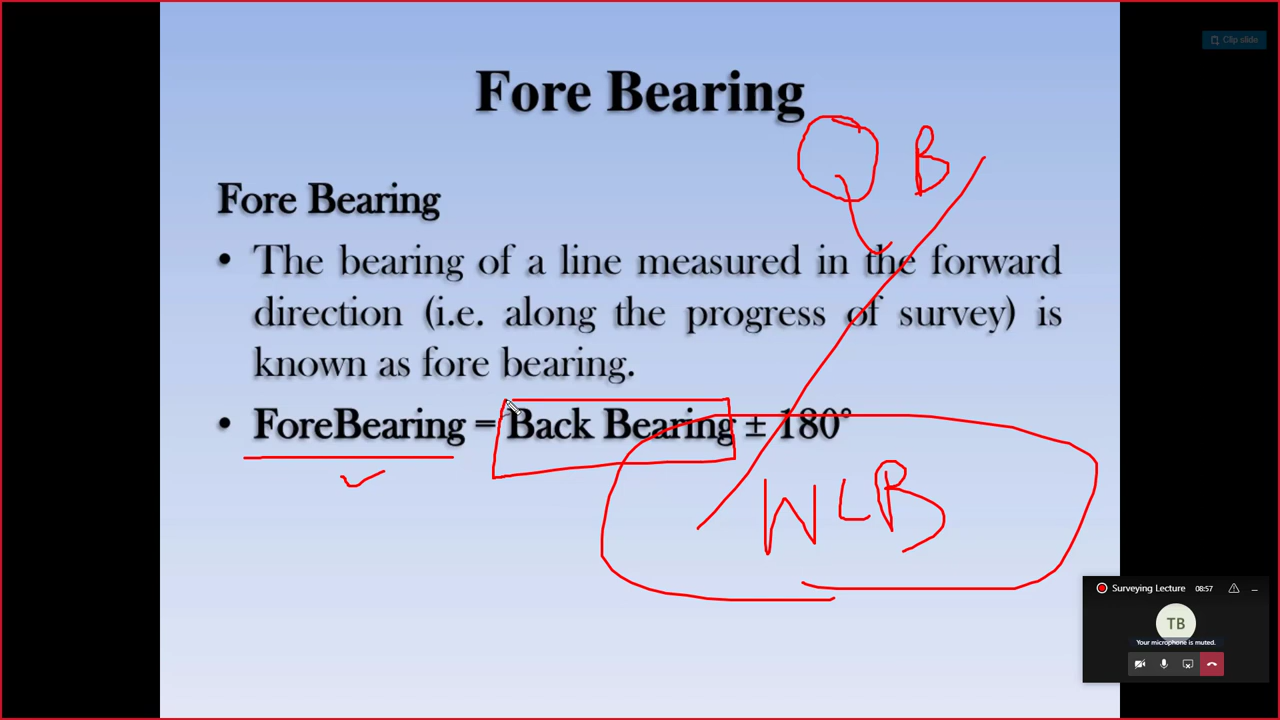 Clip slide
Fore Bearing
Q B
Fore Bearing
• The bearing of a line measured in the forward
direction (i.e. along the progress of survey) is
known as fore bearing.
• ForeBearing = Back Bearing ± 180°
WCB
Surveying Lecture 08:57
TB
Your microphone is muted.